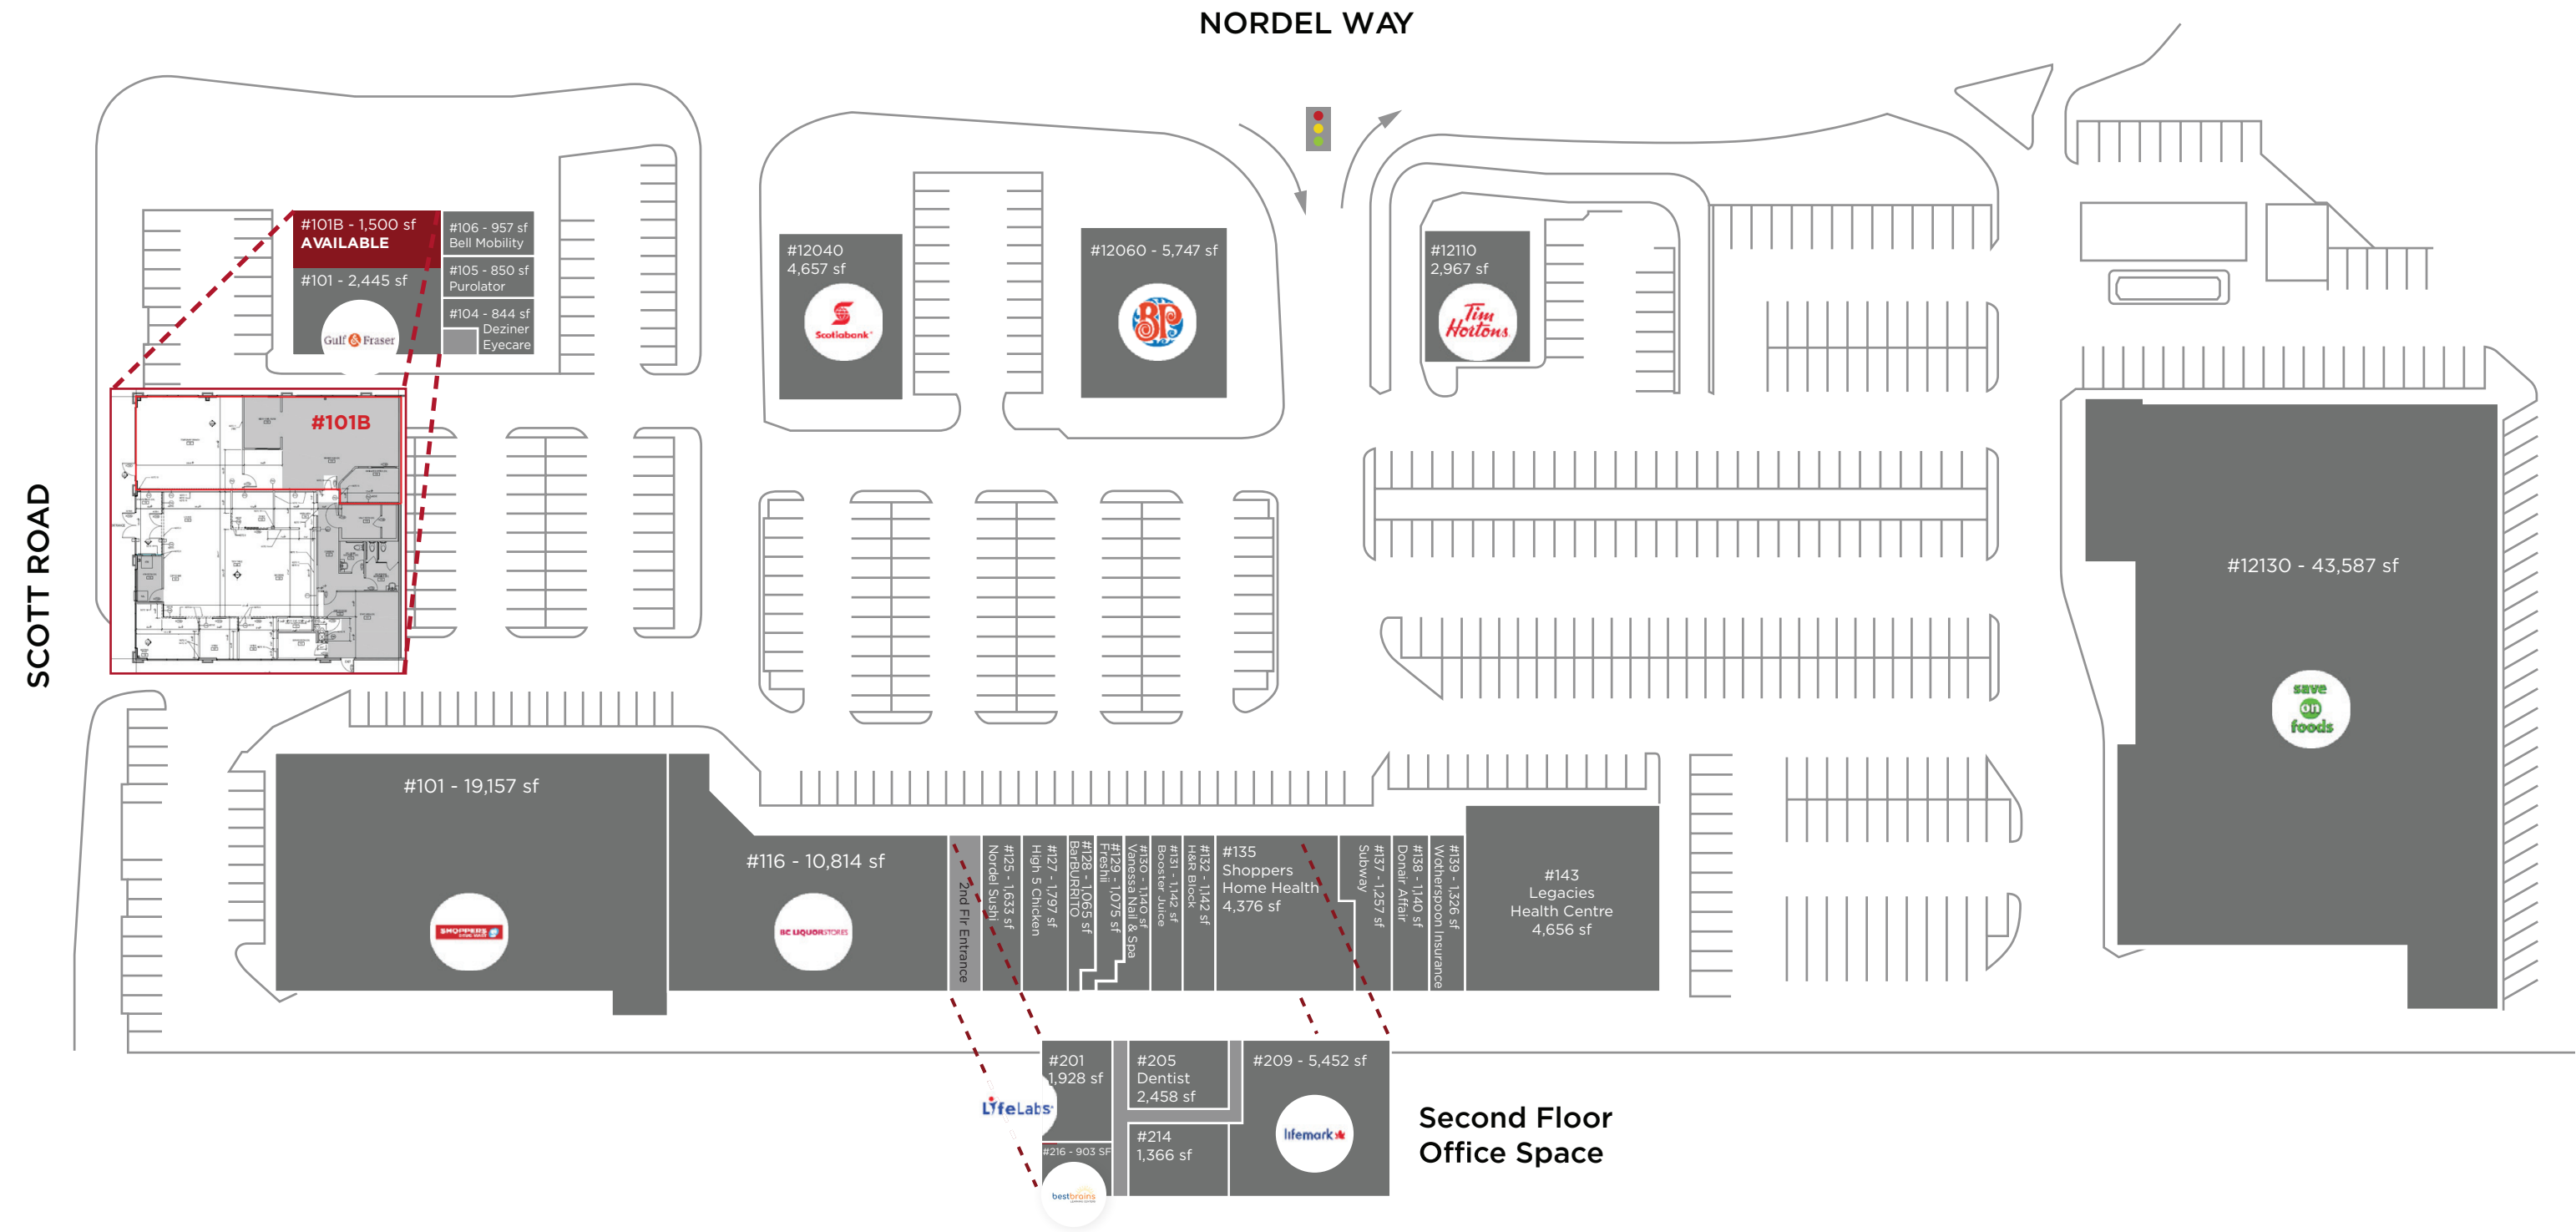 NORDEL WAY
SCOTT ROAD
#101B - 1,500 sf
AVAILABLE
#101 - 2,445 sf
Gulf & Fraser
#106 - 957 sf
Bell Mobility
#105 - 850 sf
Purolator
#104 - 844 sf
Deziner
Eyecare
#101B
#12040
4,657 sf
Scotiabank
#12060 - 5,747 sf
BP
#12110
2,967 sf
Tim
Hortons
#12130 - 43,587 sf
save
on
foods
#101 - 19,157 sf
SHOPPERS
#116 - 10,814 sf
BC LIQUORSTORES
2nd Flr Entrance
#125 - 1,633 sf
Nordel Sushi
#127 - 1,797 sf
High 5 Chicken
#128 - 1,065 sf
BarBURRITO
#129 - 1,075 sf
Freshii
#130 - 1,140 sf
Vanessa Nail & Spa
#131 - 1,142 sf
Booster Juice
#132 - 1,142 sf
H&R Block
#135
Shoppers
Home Health
4,376 sf
#137 - 1,257 sf
Subway
#138 - 1,140 sf
Donair Affair
#139 - 1,326 sf
Wotherspoon Insurance
#143
Legacies
Health Centre
4,656 sf
#201
1,928 sf
LifeLabs
#205
Dentist
2,458 sf
#209 - 5,452 sf
lifemark
#214
1,366 sf
#216 - 903 SF
bestbrains
Second Floor
Office Space